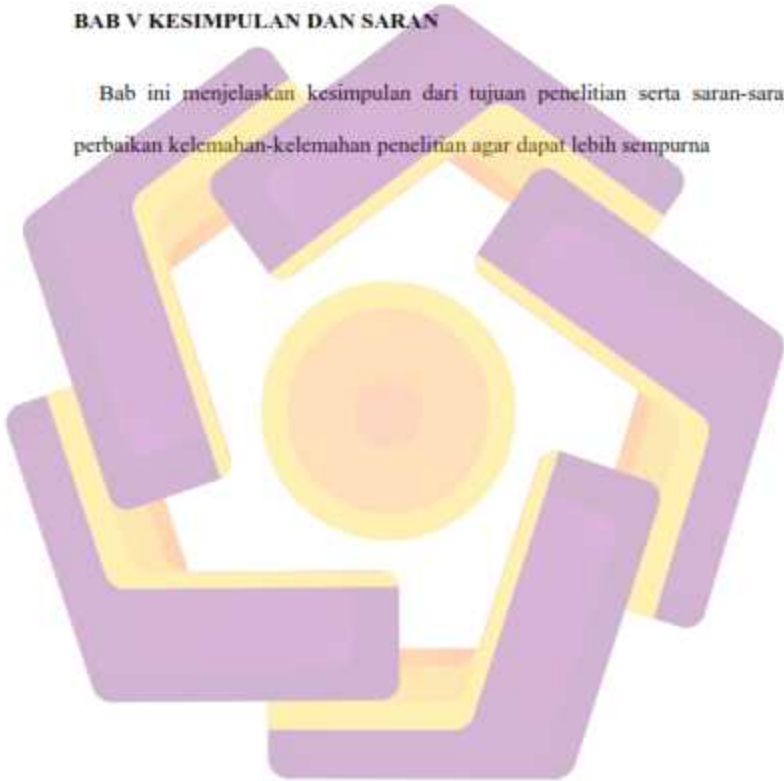 BAB V KESIMPULAN DAN SARAN
Bab ini menjelaskan kesimpulan dari tujuan penelitian serta saran-sara
perbaikan kelemahan-kelemahan penelitian agar dapat lebih sempurna